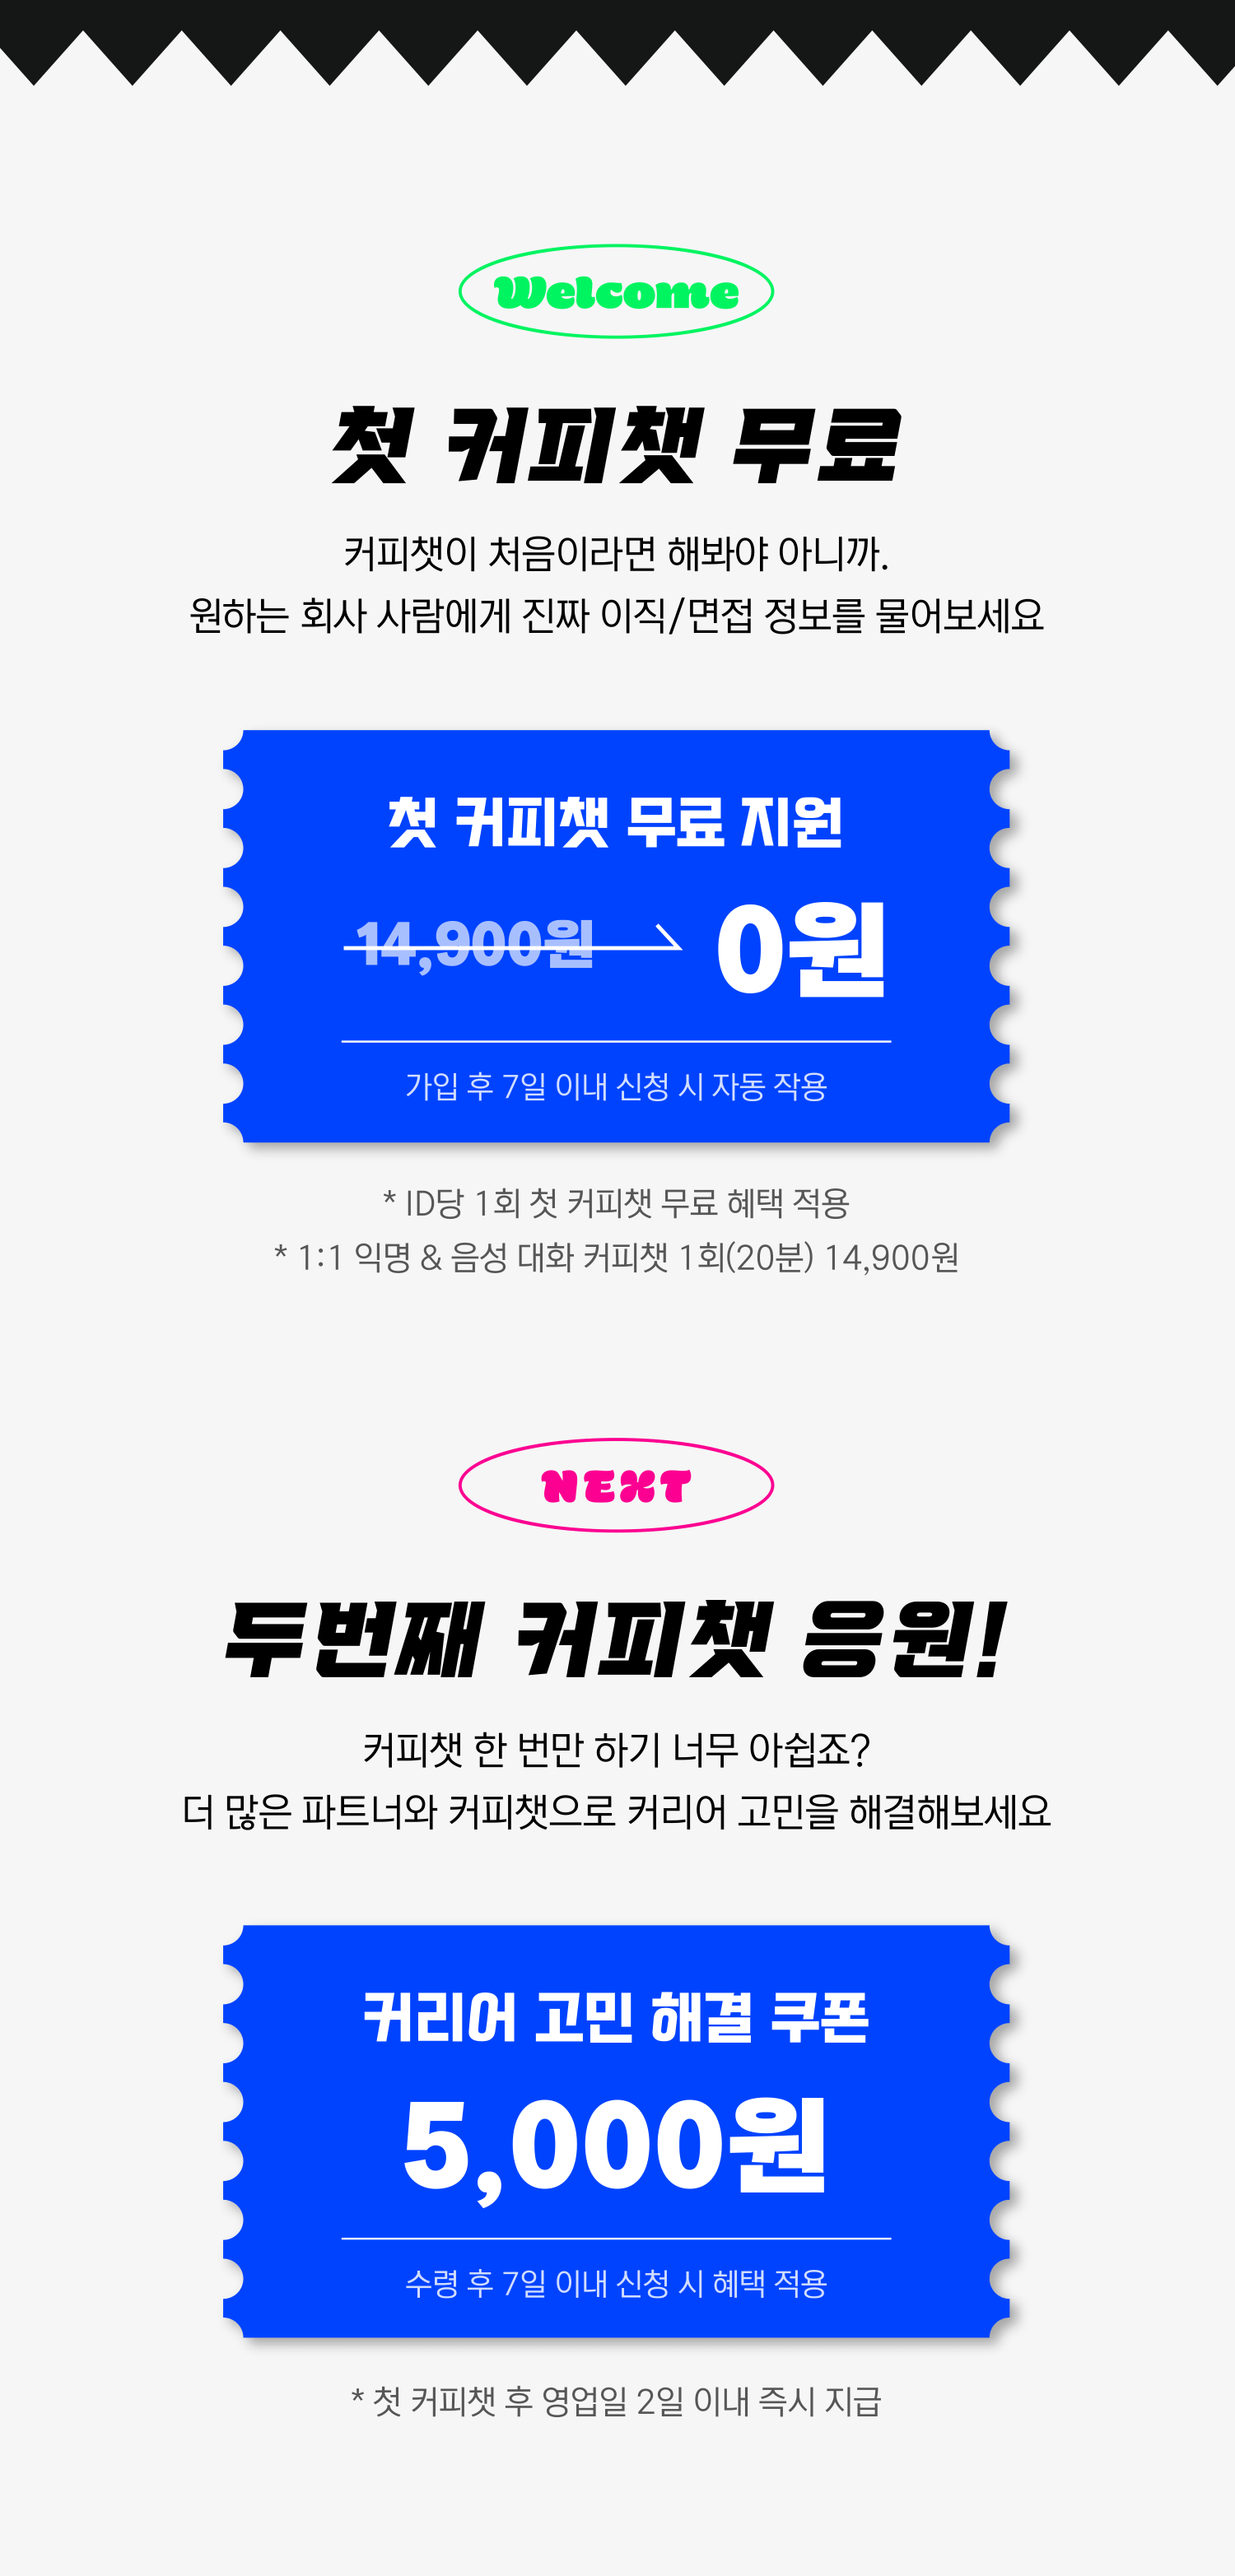 Welcome
첫 커피챗 무료
커피챗이 처음이라면 해봐야 아니까.
원하는 회사 사람에게 진짜 이직/면접 정보를 물어보세요
첫 커피챗 무료 지원
14,900원 0원
가입 후 7일 이내 신청 시 자동 작용
* ID당 1회 첫 커피챗 무료 혜택 적용
* 1:1 익명 & 음성 대화 커피챗 1회(20분) 14,900원
NEXT
두번째 커피챗 응원!
커피챗 한 번만 하기 너무 아쉽죠?
더 많은 파트너와 커피챗으로 커리어 고민을 해결해보세요
커리어 고민 해결 쿠폰
5,000원
수령 후 7일 이내 신청 시 혜택 적용
* 첫 커피챗 후 영업일 2일 이내 즉시 지급